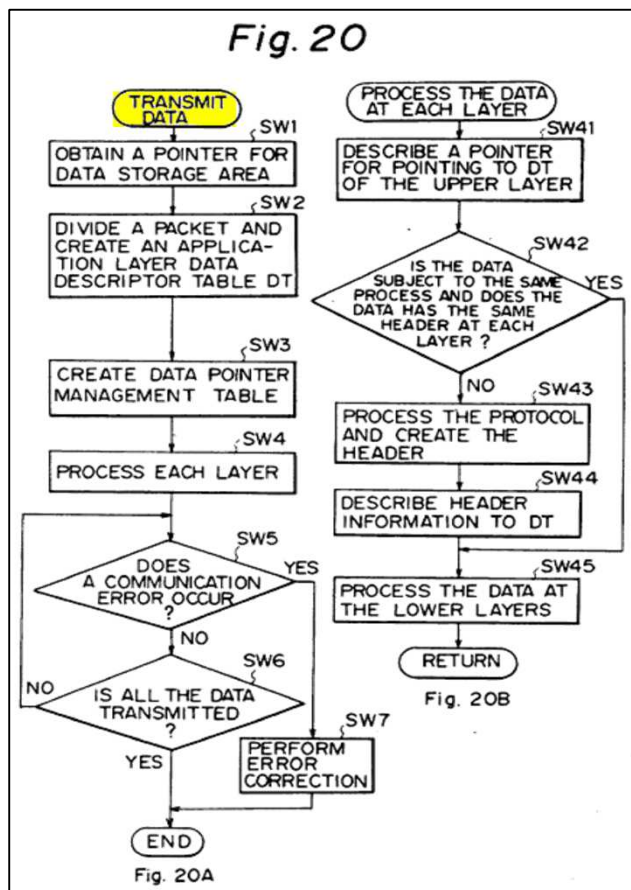 Fig. 20
TRANSMIT
DATA
SW1
OBTAIN A POINTER FOR
DATA STORAGE AREA
SW2
DIVIDE A PACKET AND
CREATE AN APPLICA-
TION LAYER DATA
DESCRIPTOR TABLE DT
SW3
CREATE DATA POINTER
MANAGEMENT TABLE
SW4
PROCESS EACH LAYER
SW5
DOES
A COMMUNICATION
ERROR OCCUR
?
YES
NO
SW6
NO
IS ALL THE DATA
TRANSMITTED
?
YES
SW7
PERFORM
ERROR
CORRECTION
END
Fig. 20A
PROCESS THE DATA
AT EACH LAYER
SW41
DESCRIBE A POINTER
FOR POINTING TO DT
OF THE UPPER LAYER
SW42
IS THE DATA
SUBJECT TO THE SAME
PROCESS AND DOES THE
DATA HAS THE SAME
HEADER AT EACH
LAYER ?
YES
NO
SW43
PROCESS THE PROTOCOL
AND CREATE THE
HEADER
SW44
DESCRIBE HEADER
INFORMATION TO DT
SW45
PROCESS THE DATA AT
THE LOWER LAYERS
RETURN
Fig. 20B